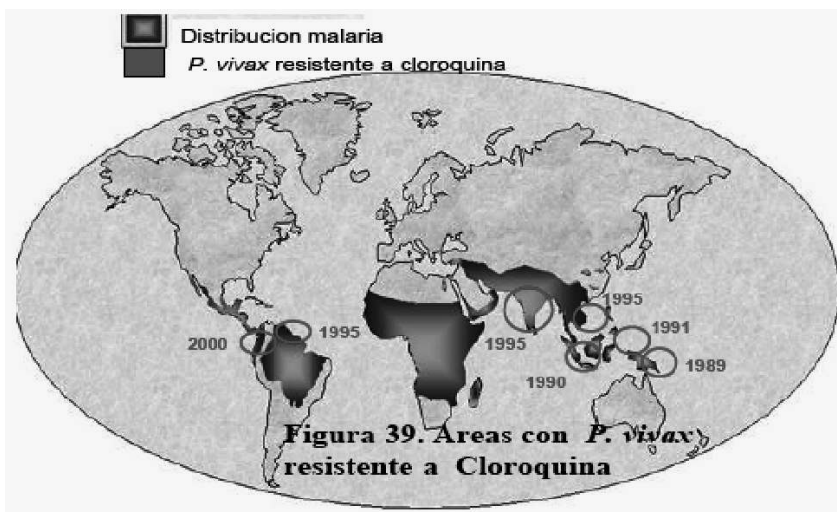 Distribucion malaria
P. vivax resistente a cloroquina
1995
2000
1995
1995
1991
1990
1989
Figura 39. Areas con P. vivax
resistente a Cloroquina